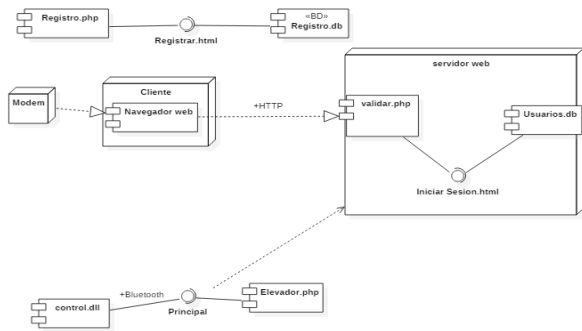 Registro.php
«BD»
Registro.db
Registrar.html
servidor web
Cliente
Modem
Navegador web
+HTTP
validar.php
Usuarios.db
Iniciar Sesion.html
+Bluetooth
Elevador.php
control.dll
Principal